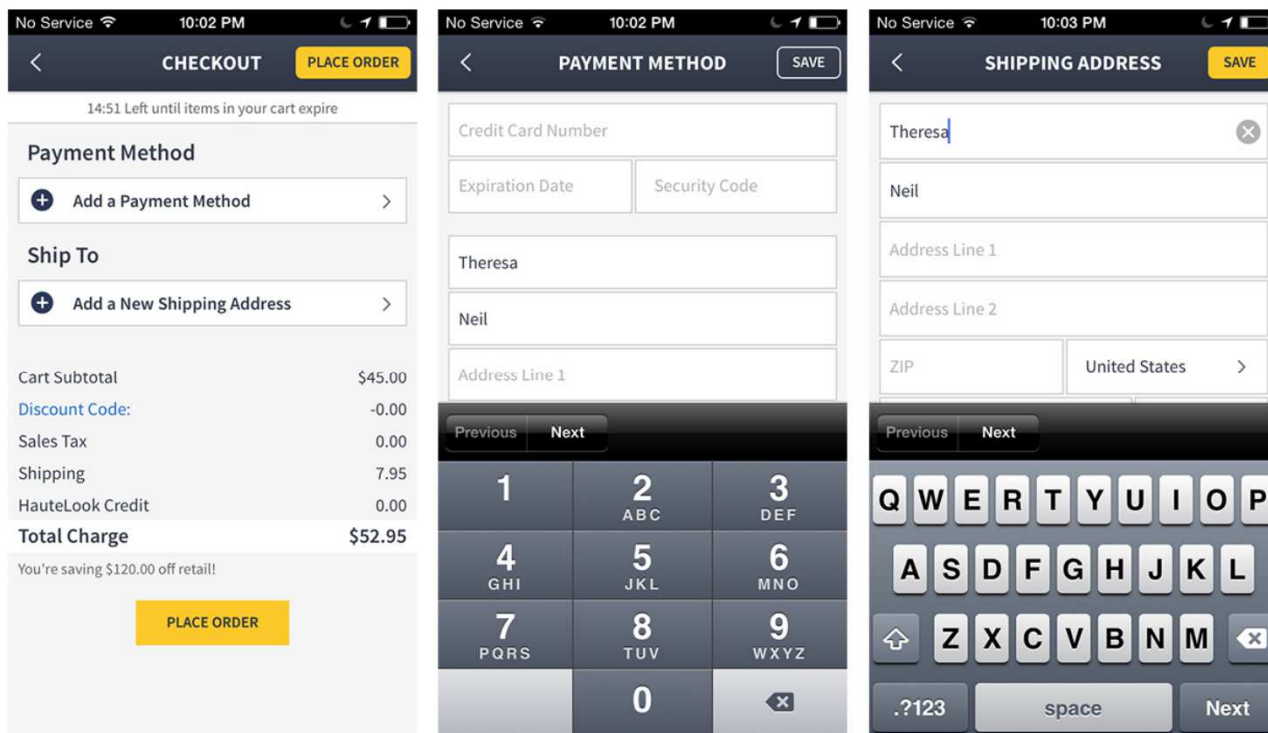 No Service 10:02 PM
CHECKOUT PLACE ORDER
14:51 Left until items in your cart expire
Payment Method
Add a Payment Method
Ship To
Add a New Shipping Address
Cart Subtotal $45.00
Discount Code: -0.00
Sales Tax 0.00
Shipping 7.95
HauteLook Credit 0.00
Total Charge $52.95
You're saving $120.00 off retail!
PLACE ORDER
No Service 10:02 PM
PAYMENT METHOD SAVE
Credit Card Number
Expiration Date Security Code
Theresa
Neil
Address Line 1
Previous Next
1 2 3
ABC DEF
4 5 6
GHI JKL MNO
7 8 9
PQRS TUV WXYZ
0
No Service 10:03 PM
SHIPPING ADDRESS SAVE
Theresa
Neil
Address Line 1
Address Line 2
ZIP United States
Previous Next
Q W E R T Y U I O P
A S D F G H J K L
Z X C V B N M
.?123 space Next